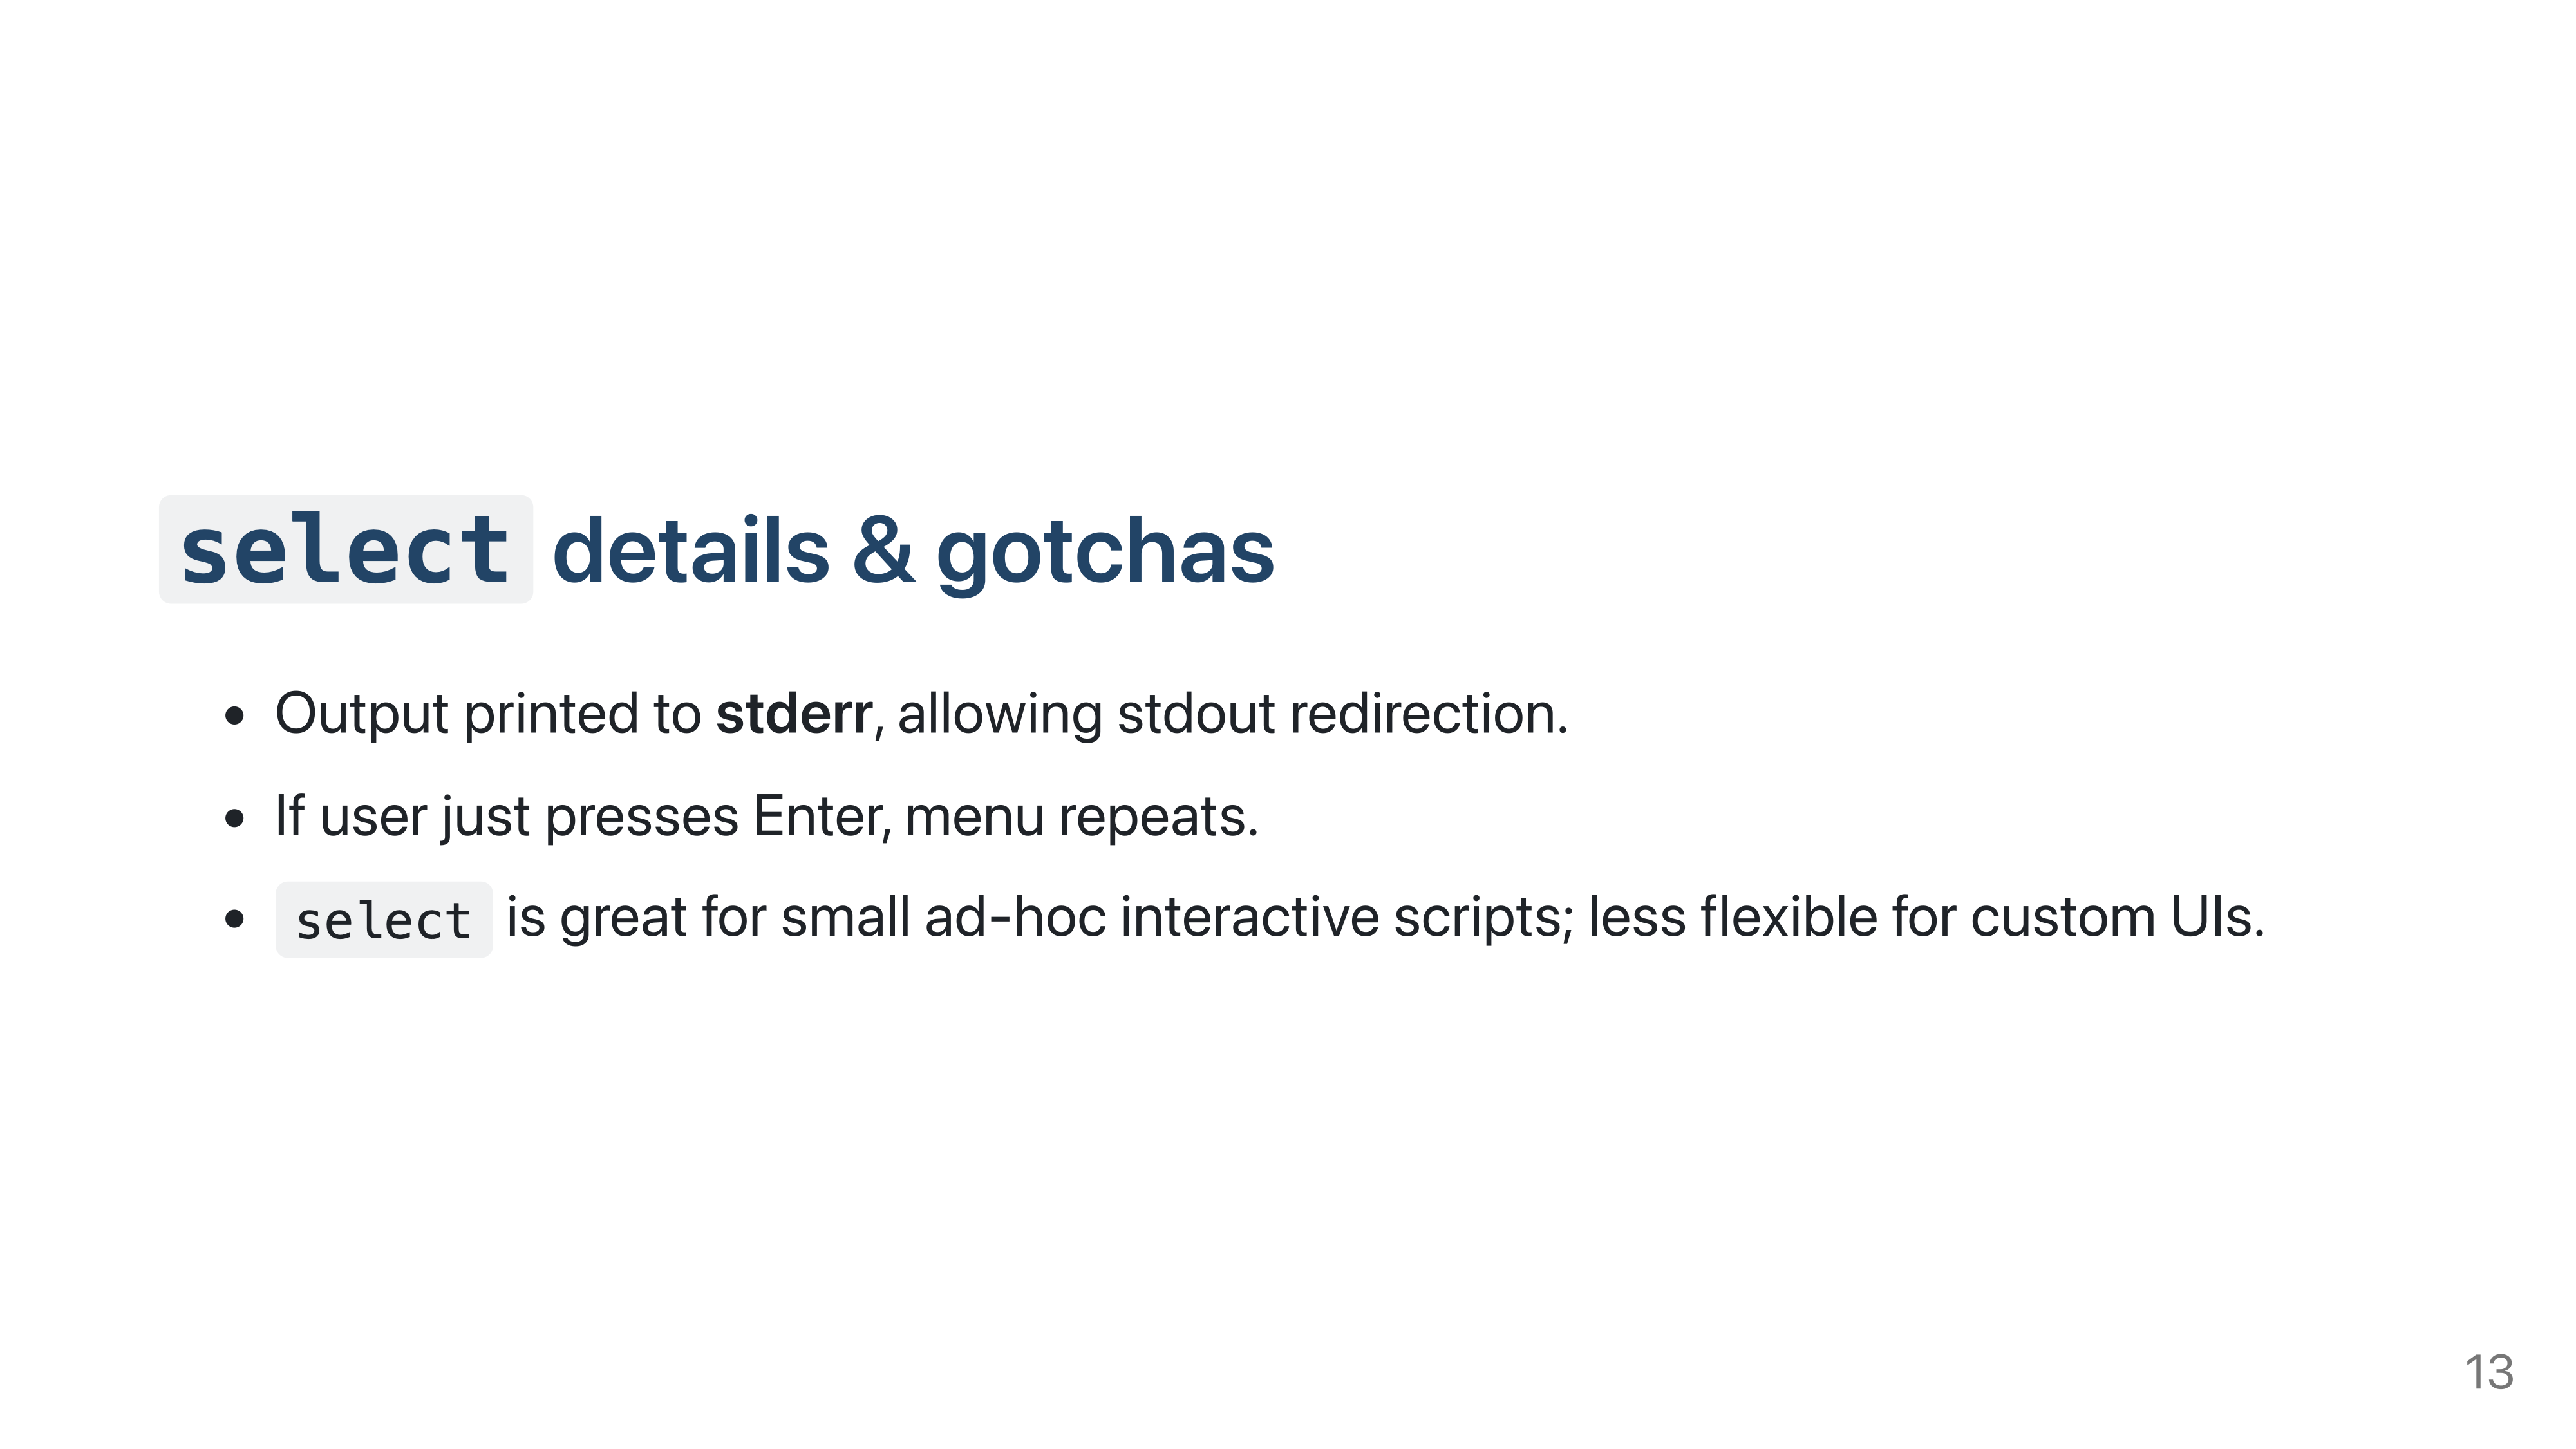 select details & gotchas
• Output printed to stderr, allowing stdout redirection.
• If user just presses Enter, menu repeats.
• select is great for small ad-hoc interactive scripts; less flexible for custom UIs.
13